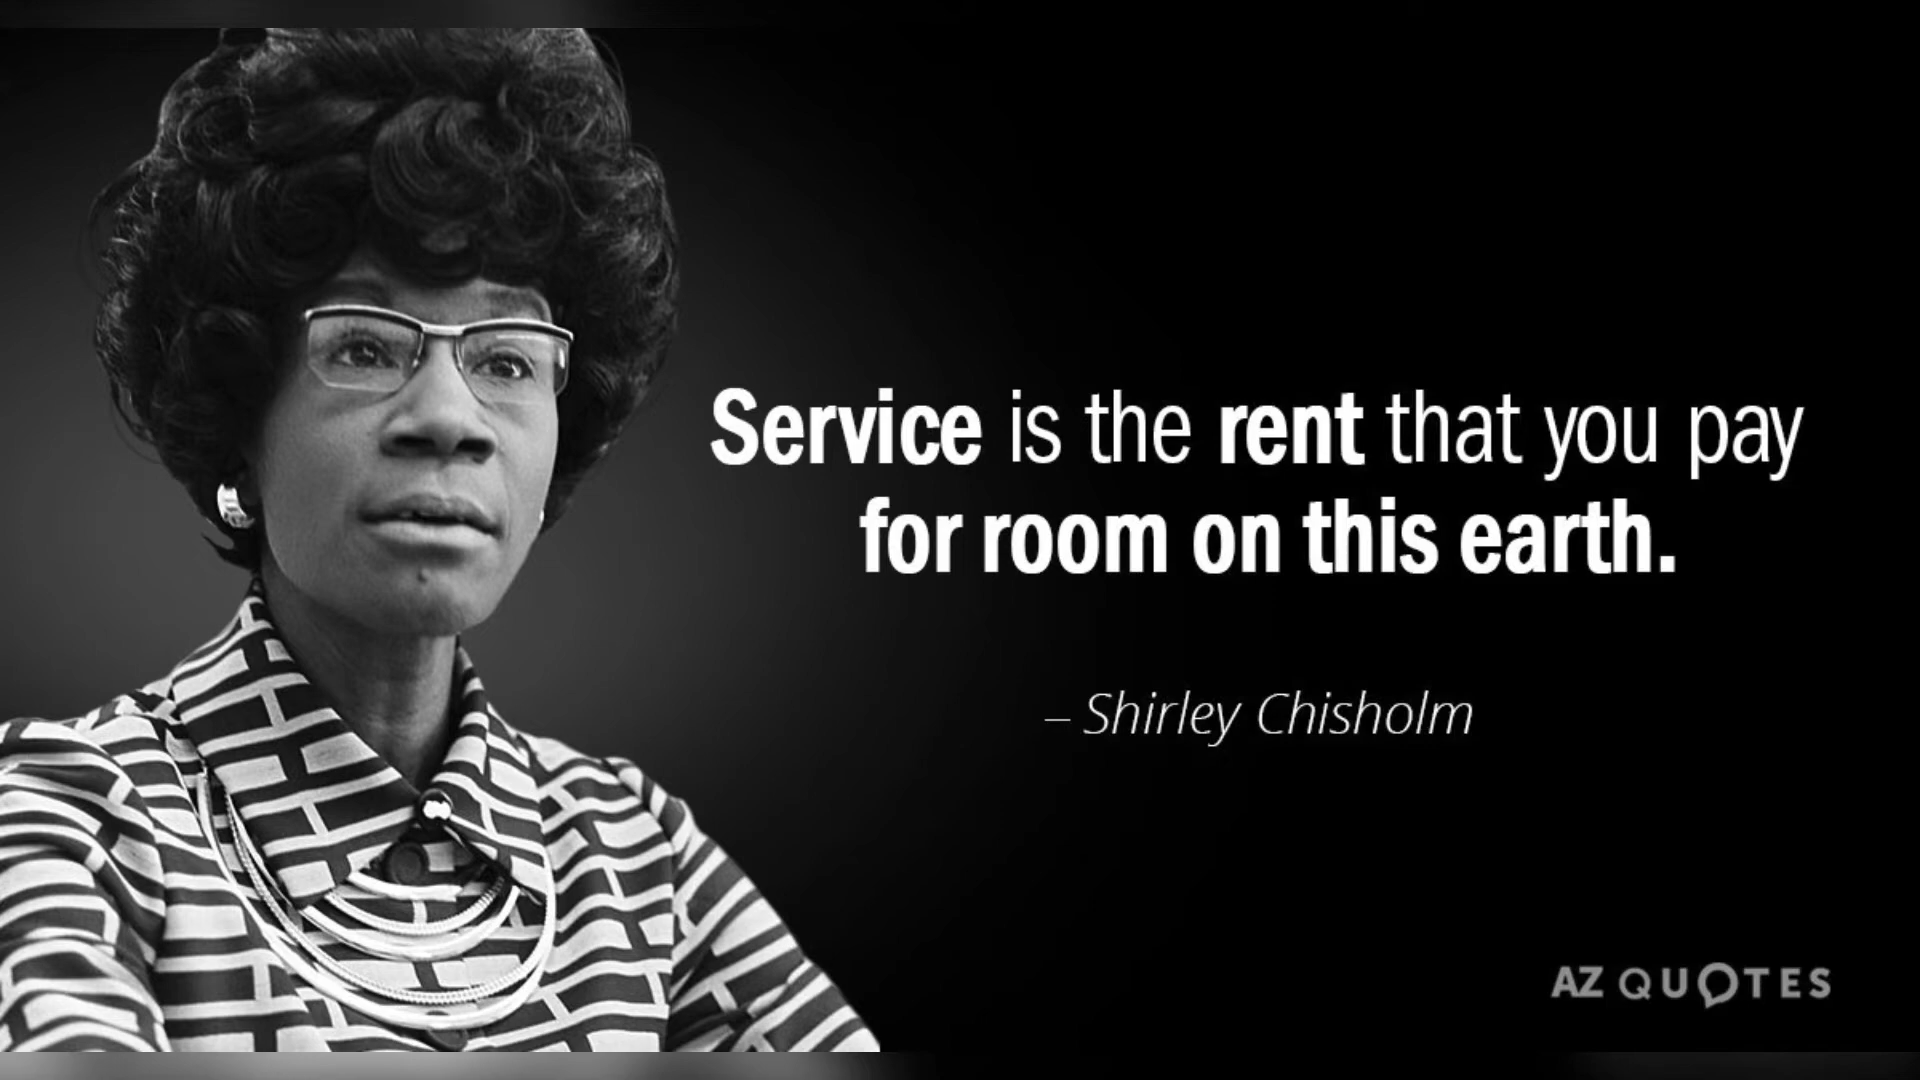 Service is the rent that you pay
for room on this earth.
– Shirley Chisholm
AZ QUOTES